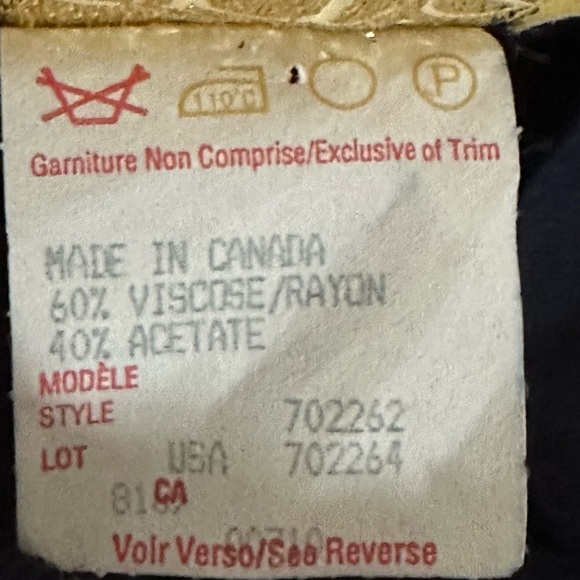 110°C P
Garniture Non Comprise/Exclusive of Trim
MADE IN CANADA
60% VISCOSE/RAYON
40% ACETATE
MODÈLE
STYLE 702262
LOT USA 702264
CA
Voir Verso/See Reverse